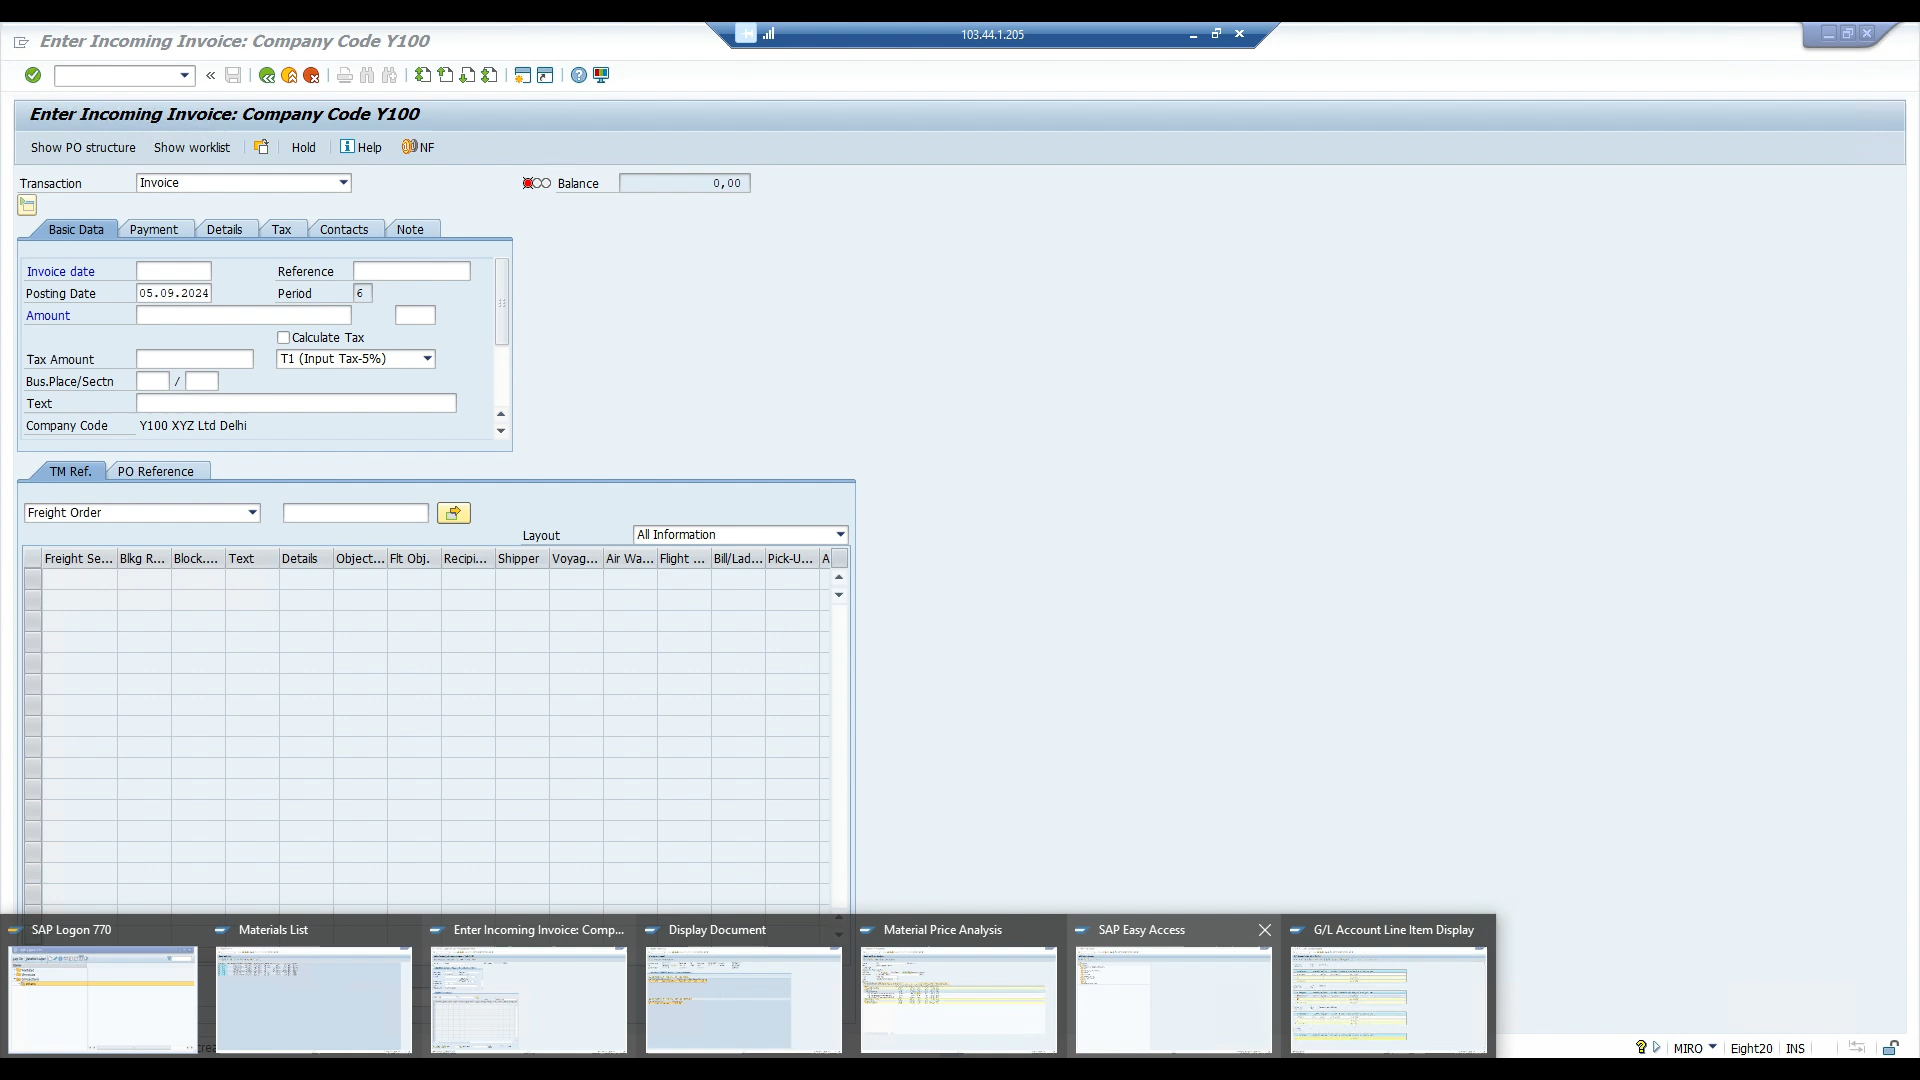 Enter Incoming Invoice: Company Code Y100
103.44.1.205
Enter Incoming Invoice: Company Code Y100
Show PO structure Show worklist Hold Help NF
Transaction Invoice Balance 0,00
Basic Data Payment Details Tax Contacts Note
Invoice date Reference
Posting Date 05.09.2024 Period 6
Amount
Calculate Tax
Tax Amount T1 (Input Tax-5%)
Bus.Place/Sectn /
Text
Company Code Y100 XYZ Ltd Delhi
TM Ref. PO Reference
Freight Order
Layout All Information
Freight Se... Blkg R... Block.... Text Details Object... Flt Obj. Recipi... Shipper Voyag... Air Wa... Flight ... Bill/Lad... Pick-U... A
SAP Logon 770 Materials List Enter Incoming Invoice: Comp... Display Document Material Price Analysis SAP Easy Access G/L Account Line Item Display
MIRO Eight20 INS